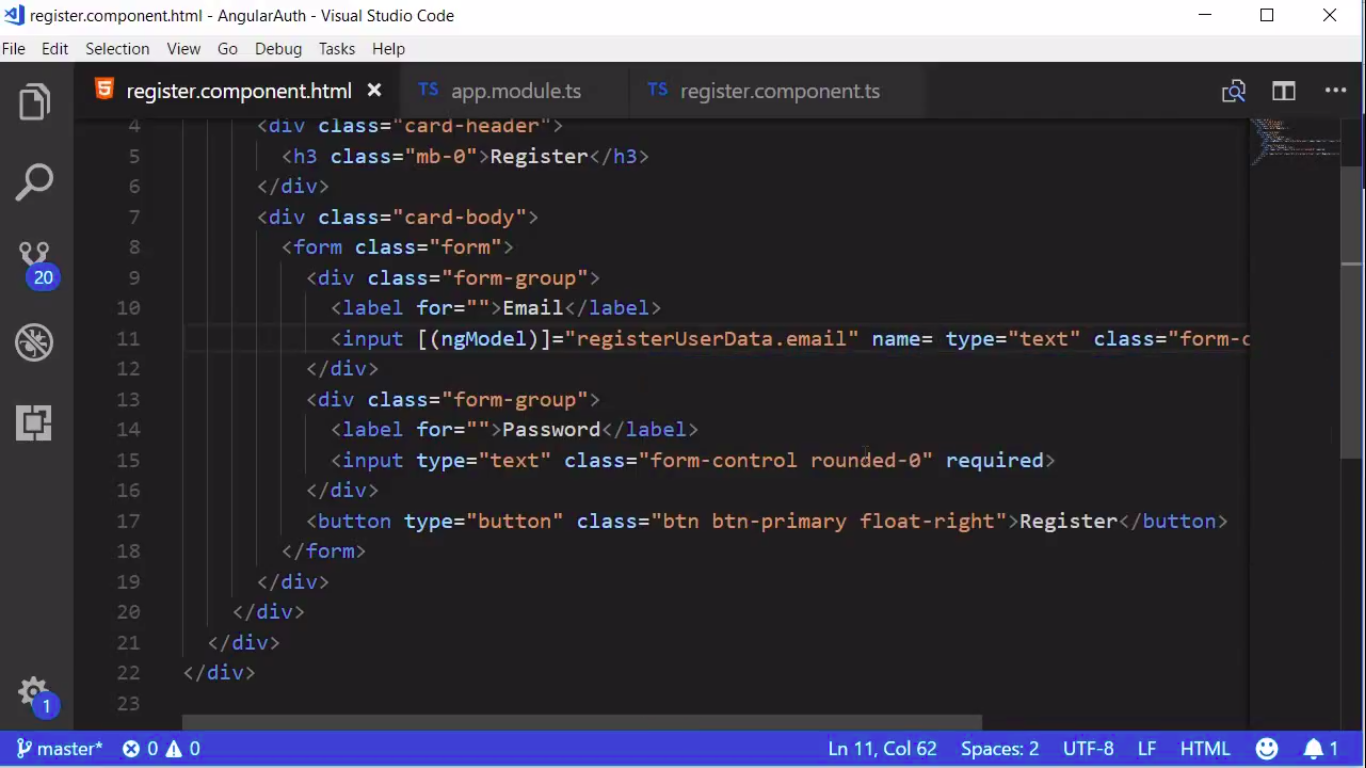 register.component.html - AngularAuth - Visual Studio Code
File Edit Selection View Go Debug Tasks Help
register.component.html TS app.module.ts TS register.component.ts
4 <div class="card-header">
5 <h3 class="mb-0">Register</h3>
6 </div>
7 <div class="card-body">
8 <form class="form">
9 <div class="form-group">
10 <label for="">Email</label>
11 <input [(ngModel)]="registerUserData.email" name= type="text" class="form-c
12 </div>
13 <div class="form-group">
14 <label for="">Password</label>
15 <input type="text" class="form-control rounded-0" required>
16 </div>
17 <button type="button" class="btn btn-primary float-right">Register</button>
18 </form>
19 </div>
20 </div>
21 </div>
22 </div>
23
20
1
master* 0 0 Ln 11, Col 62 Spaces: 2 UTF-8 LF HTML 1